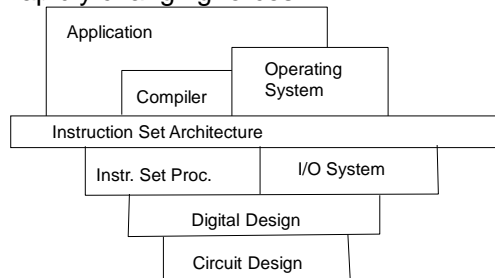 Application
Operating
System
Compiler
Instruction Set Architecture
Instr. Set Proc.
I/O System
Digital Design
Circuit Design